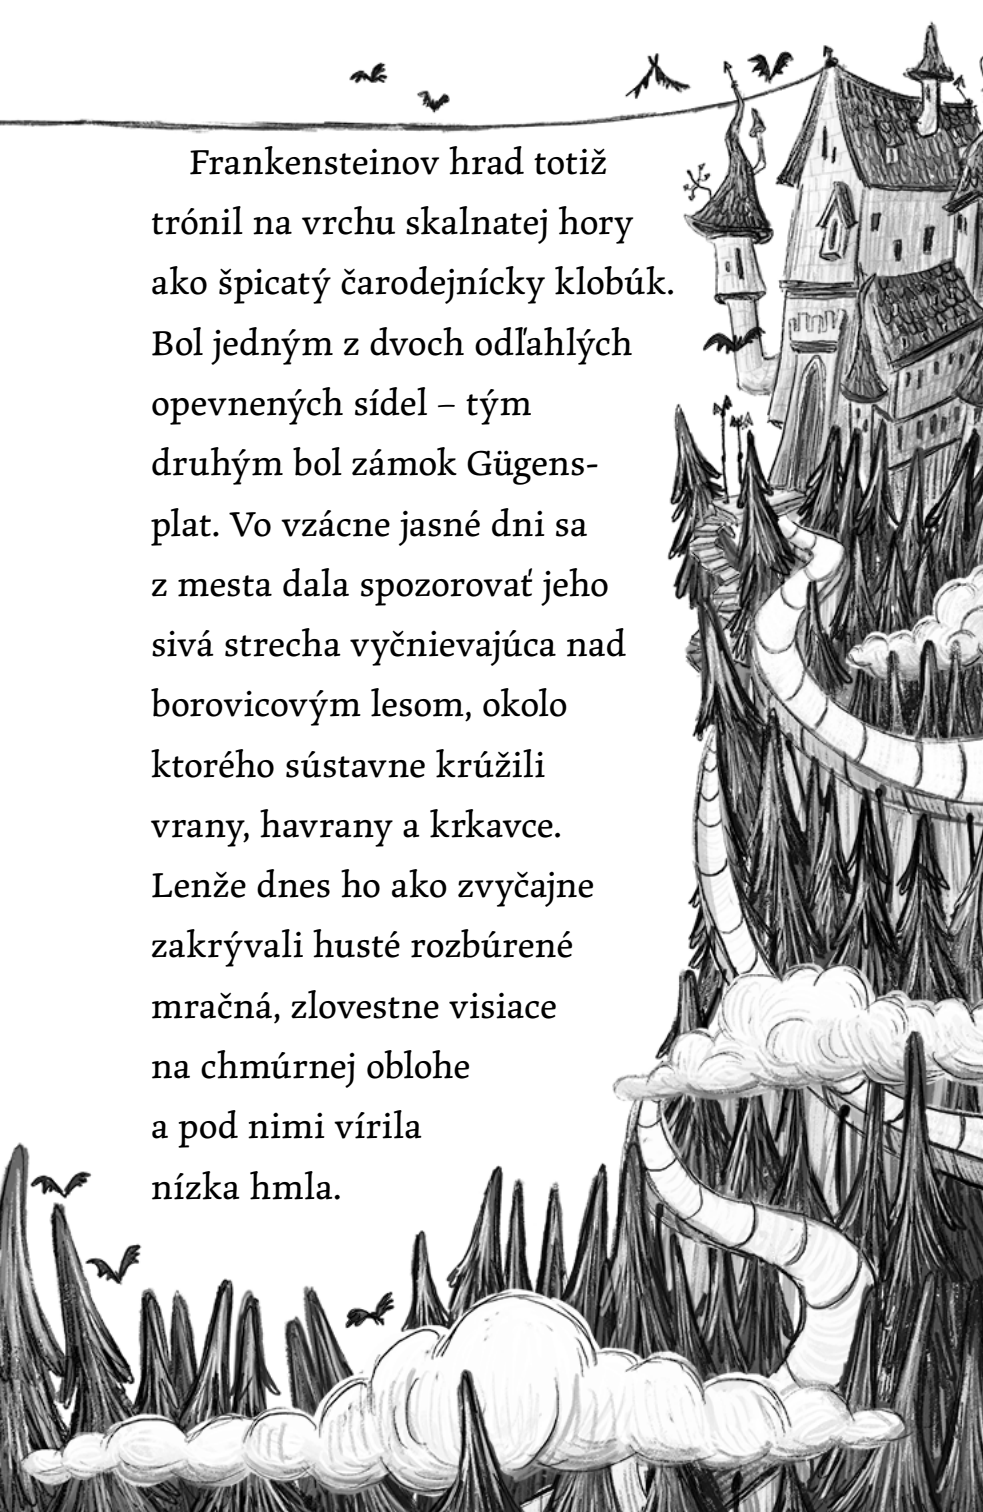 Frankensteinov hrad totiž
trónil na vrchu skalnatej hory
ako špicatý čarodejnícky klobúk.
Bol jedným z dvoch odľahlých
opevnených sídel – tým
druhým bol zámok Gügens-
plat. Vo vzácne jasné dni sa
z mesta dala spozorovať jeho
sivá strecha vyčnievajúca nad
borovicovým lesom, okolo
ktorého sústavne krúžili
vrany, havrany a krkavce.
Lenže dnes ho ako zvyčajne
zakrývali husté rozbúrené
mračná, zlovestne visiace
na chmúrnej oblohe
a pod nimi vírila
nízka hmla.